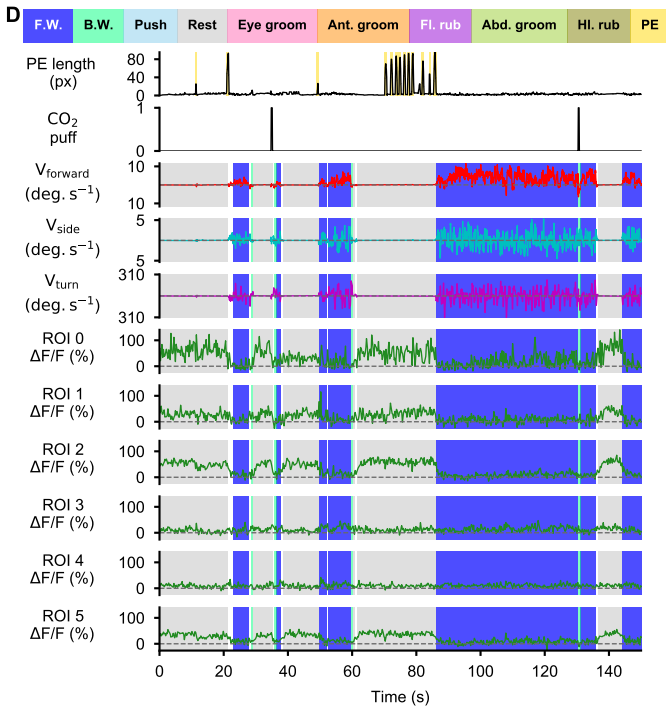 D
F.W. B.W. Push Rest Eye groom Ant. groom Fl. rub Abd. groom Hl. rub PE
PE length
(px)
80
40
0
CO2
puff
1
0
Vforward
(deg. s−1)
10
10
Vside
(deg. s−1)
5
5
Vturn
(deg. s−1)
310
310
ROI 0
ΔF/F (%)
100
0
ROI 1
ΔF/F (%)
100
0
ROI 2
ΔF/F (%)
100
0
ROI 3
ΔF/F (%)
100
0
ROI 4
ΔF/F (%)
100
0
ROI 5
ΔF/F (%)
100
0
0 20 40 60 80 100 120 140
Time (s)